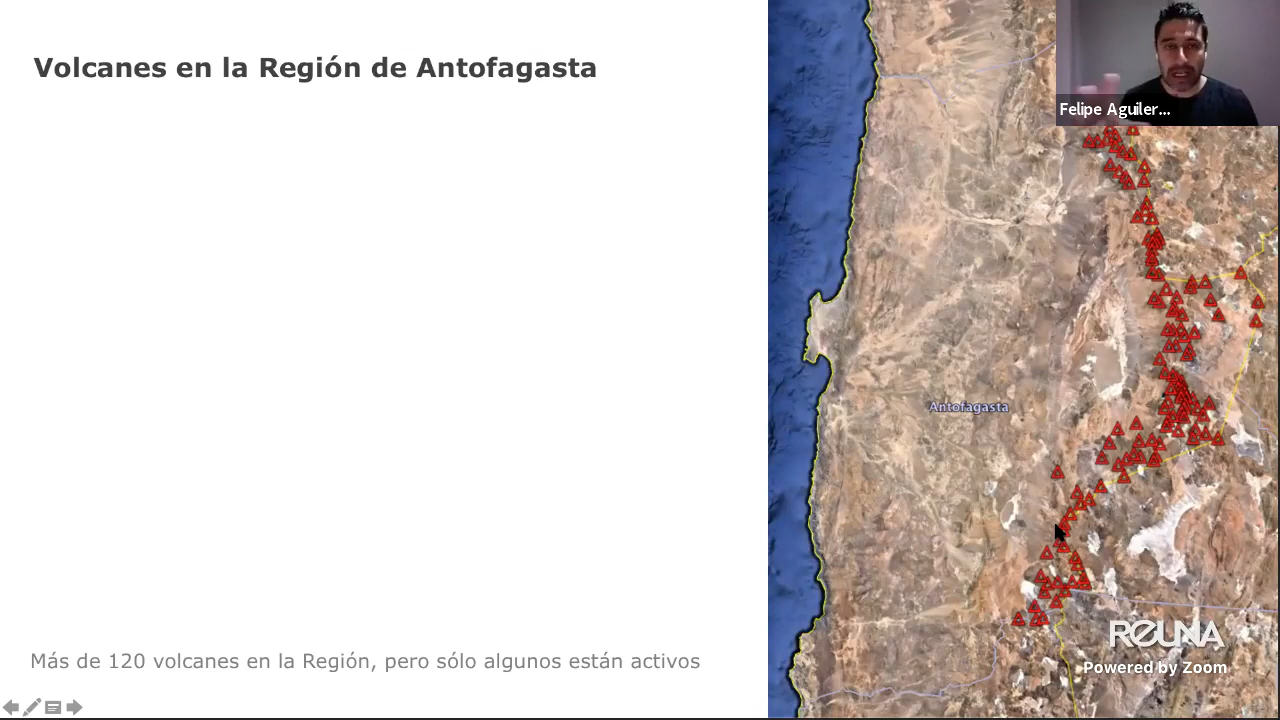 Volcanes en la Región de Antofagasta
Felipe Aguiler...
Antofagasta
Más de 120 volcanes en la Región, pero sólo algunos están activos
REUNA
Powered by Zoom